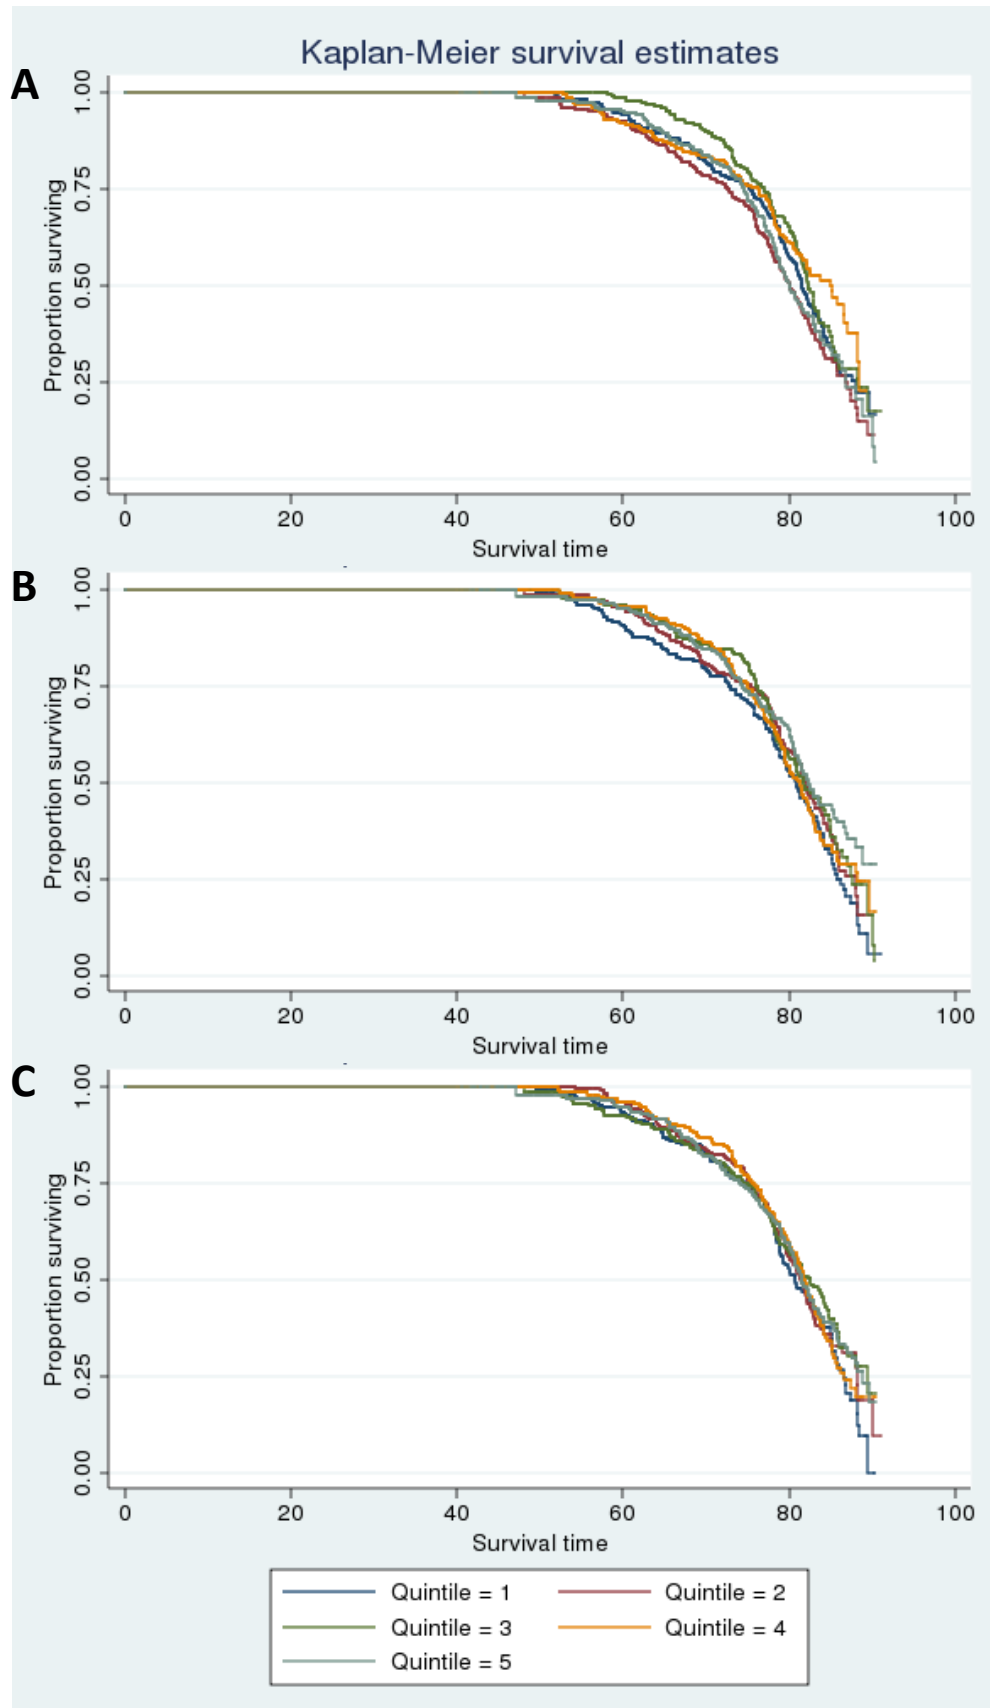 Kaplan-Meier survival estimates
A
Proportion surviving
1.00
0.75
0.50
0.25
0.00
0 20 40 60 80 100
Survival time
B
Proportion surviving
1.00
0.75
0.50
0.25
0.00
0 20 40 60 80 100
Survival time
C
Proportion surviving
1.00
0.75
0.50
0.25
0.00
0 20 40 60 80 100
Survival time
Quintile = 1 Quintile = 2
Quintile = 3 Quintile = 4
Quintile = 5